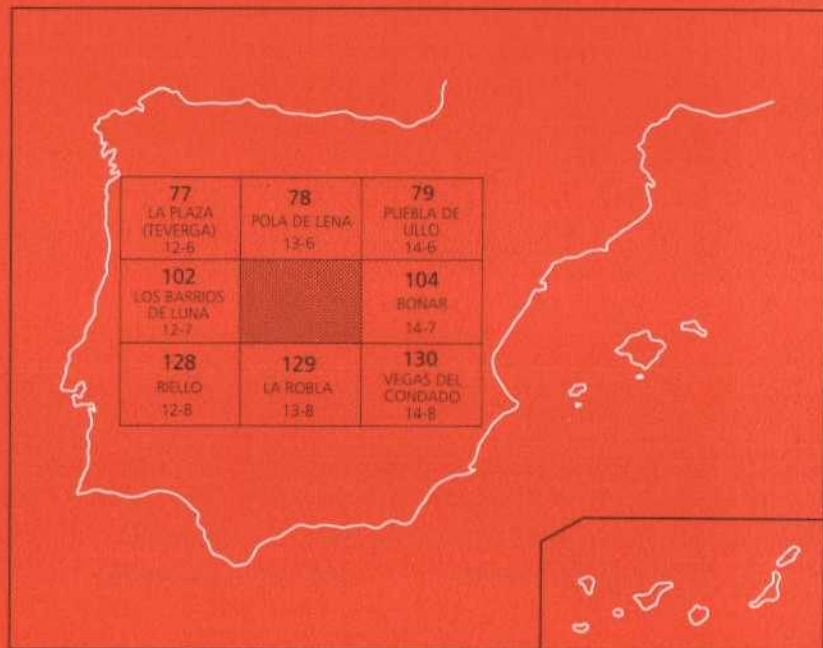 77
LA PLAZA
(TEVERGA)
12-6
78
POLA DE LENA
13-6
79
PUEBLA DE
LILLO
14-6
102
LOS BARRIOS
DE LUNA
12-7
104
BOÑAR
14-7
128
RIELLO
12-8
129
LA ROBLA
13-8
130
VEGAS DEL
CONDADO
14-8